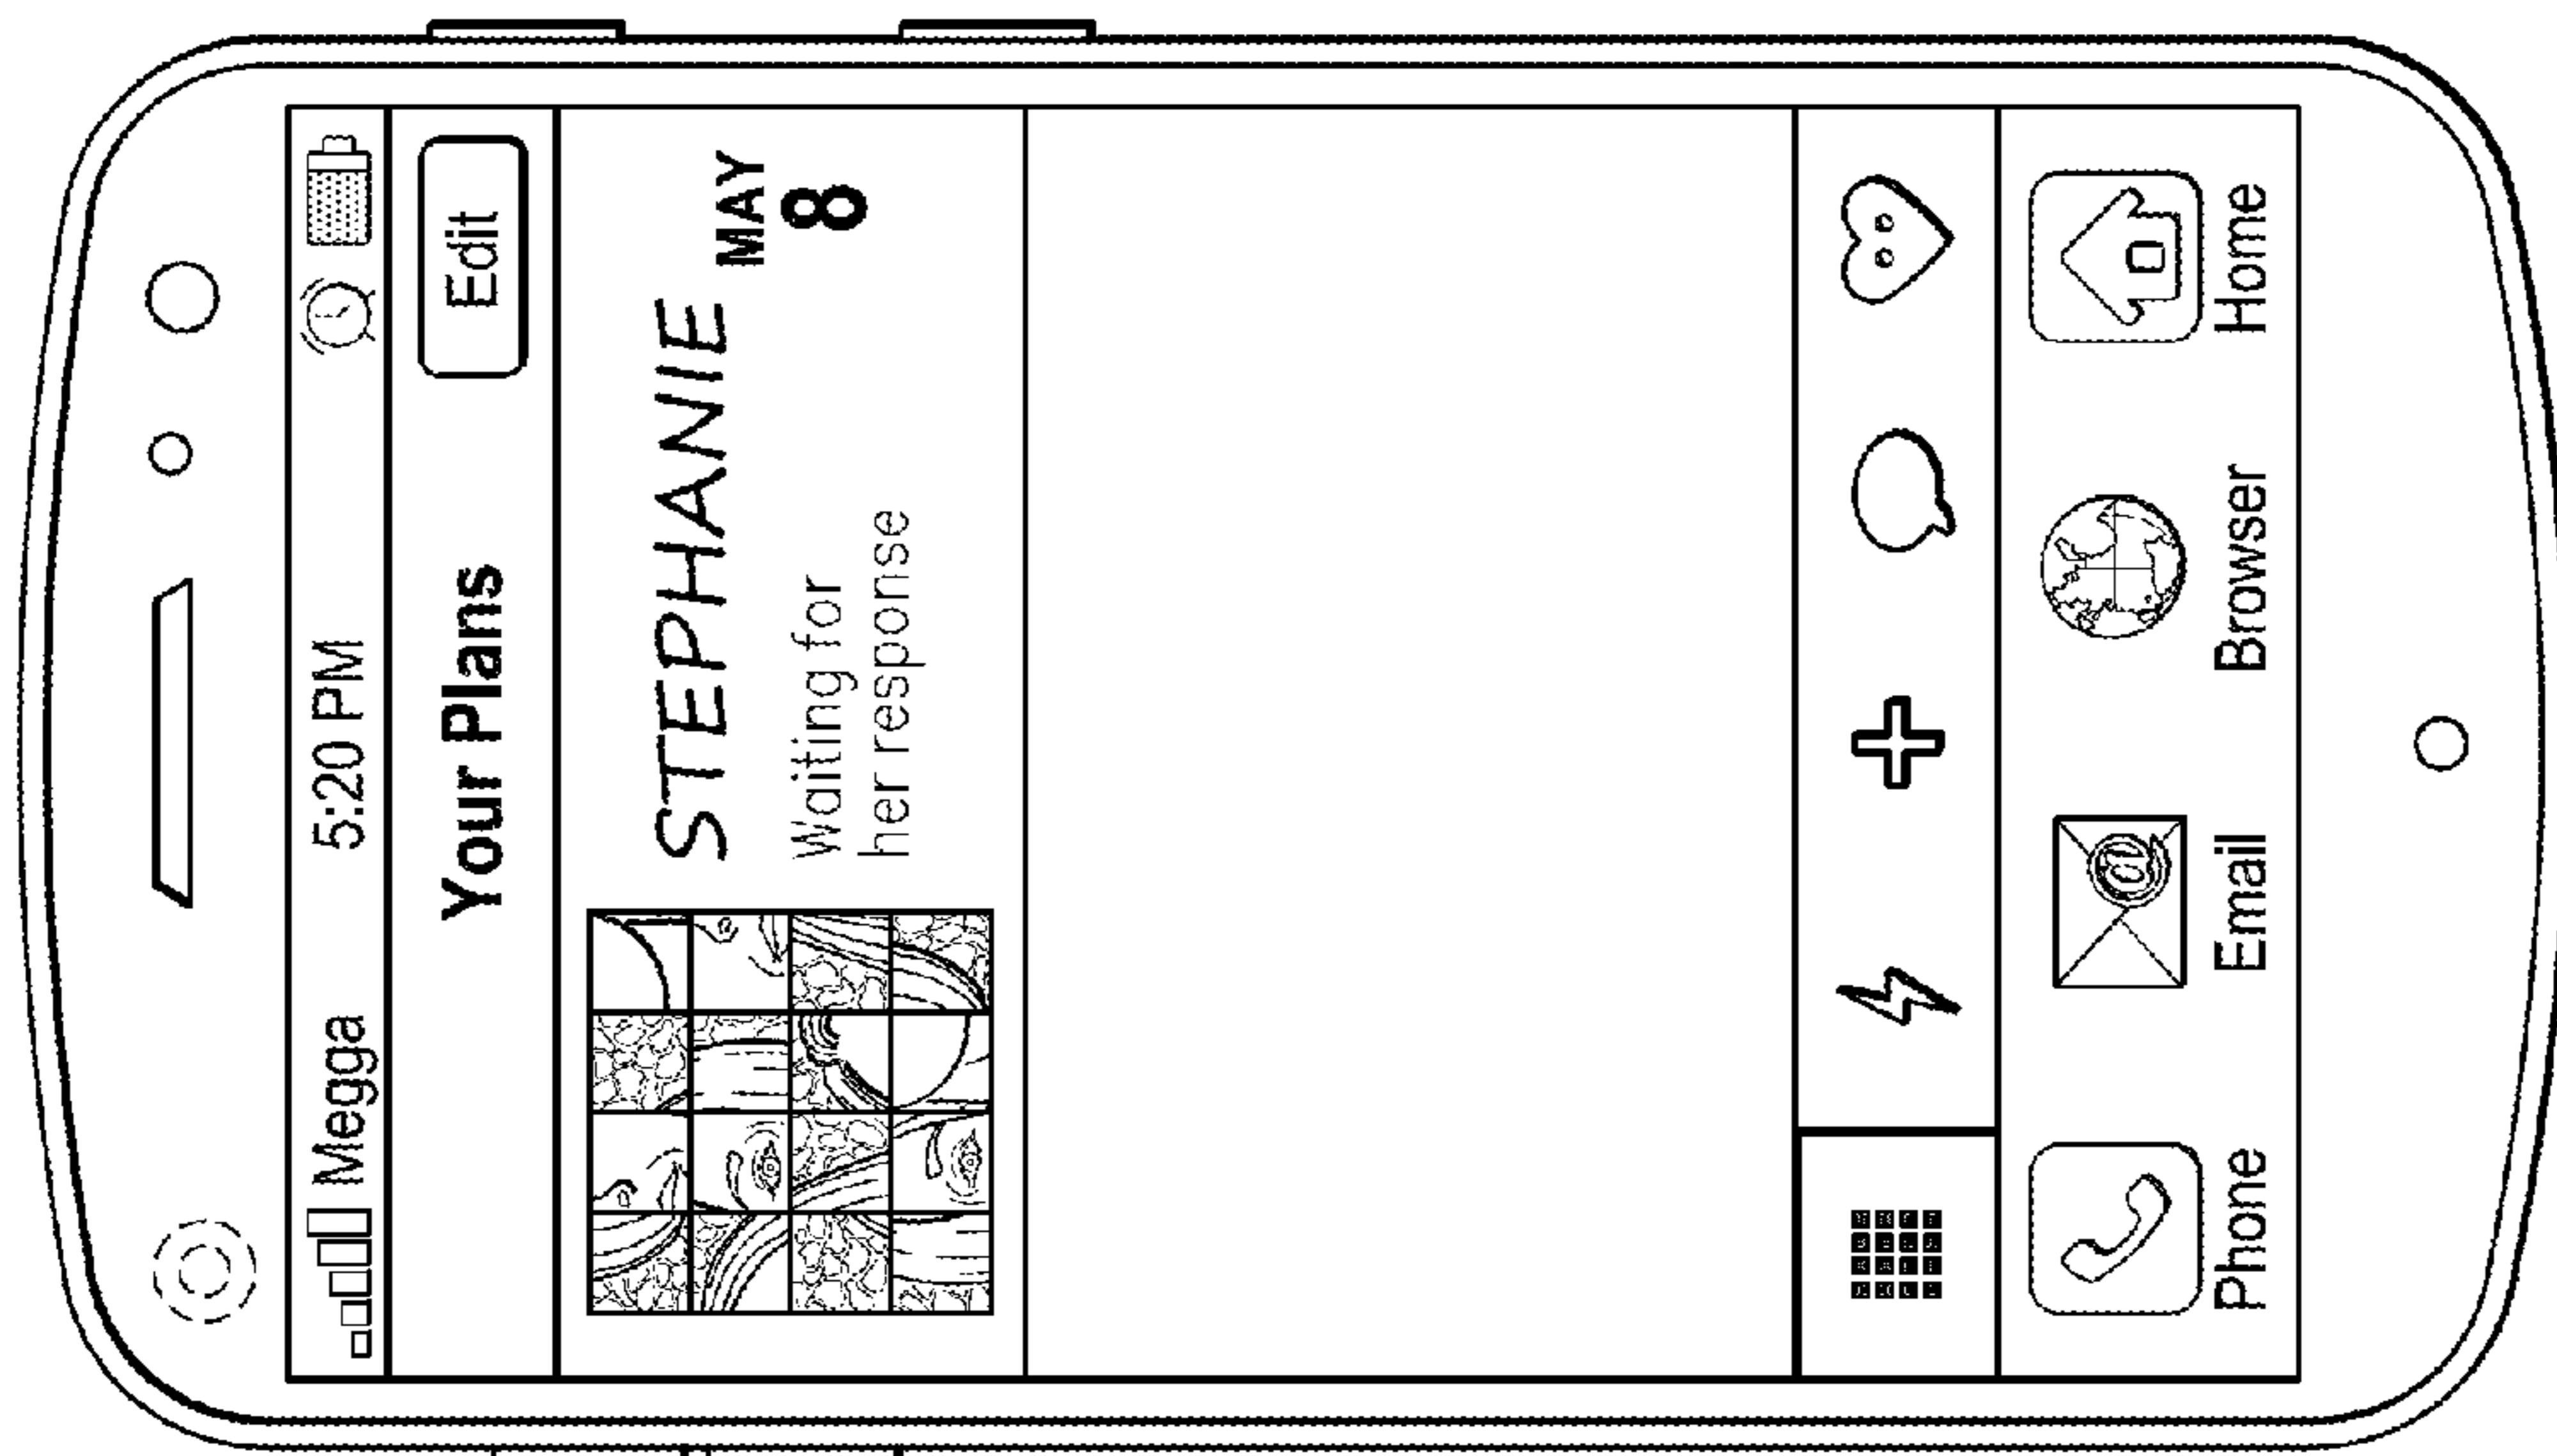 Megga 5:20 PM
Your Plans Edit
STEPHANIE MAY
8
Waiting for
her response
@
Phone Email Browser Home